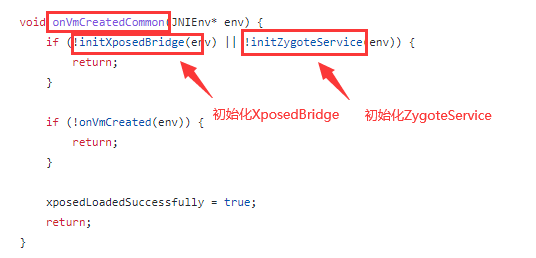 void onVmCreatedCommon(JNIEnv* env) {
if (!initXposedBridge(env) || !initZygoteService(env)) {
return;
}
初始化XposedBridge
初始化ZygoteService
if (!onVmCreated(env)) {
return;
}
xposedLoadedSuccessfully = true;
return;
}